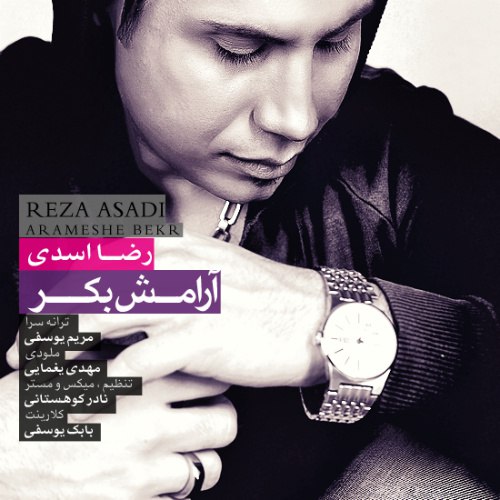 REZA ASADI
ARAMESHE BEKR
رضا اسدی
آرامش بکر
ترانه سرا
مریم یوسفی
ملودی
مهدی یغمایی
تنظیم ، میکس و مستر
نادر کوهستانی
کلارینت
بابک یوسفی